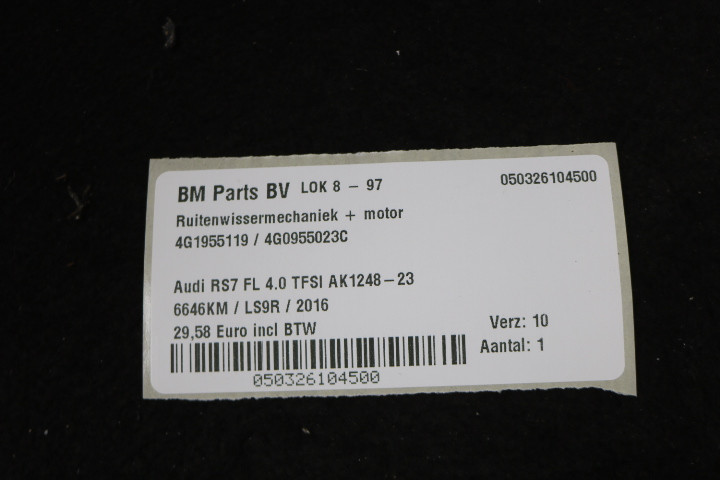 BM Parts BV LOK 8 - 97 050326104500
Ruitenwissermechaniek + motor
4G1955119 / 4G0955023C
Audi RS7 FL 4.0 TFSI AK1248-23
6646KM / LS9R / 2016
29,58 Euro incl BTW
Verz: 10
Aantal: 1
050326104500